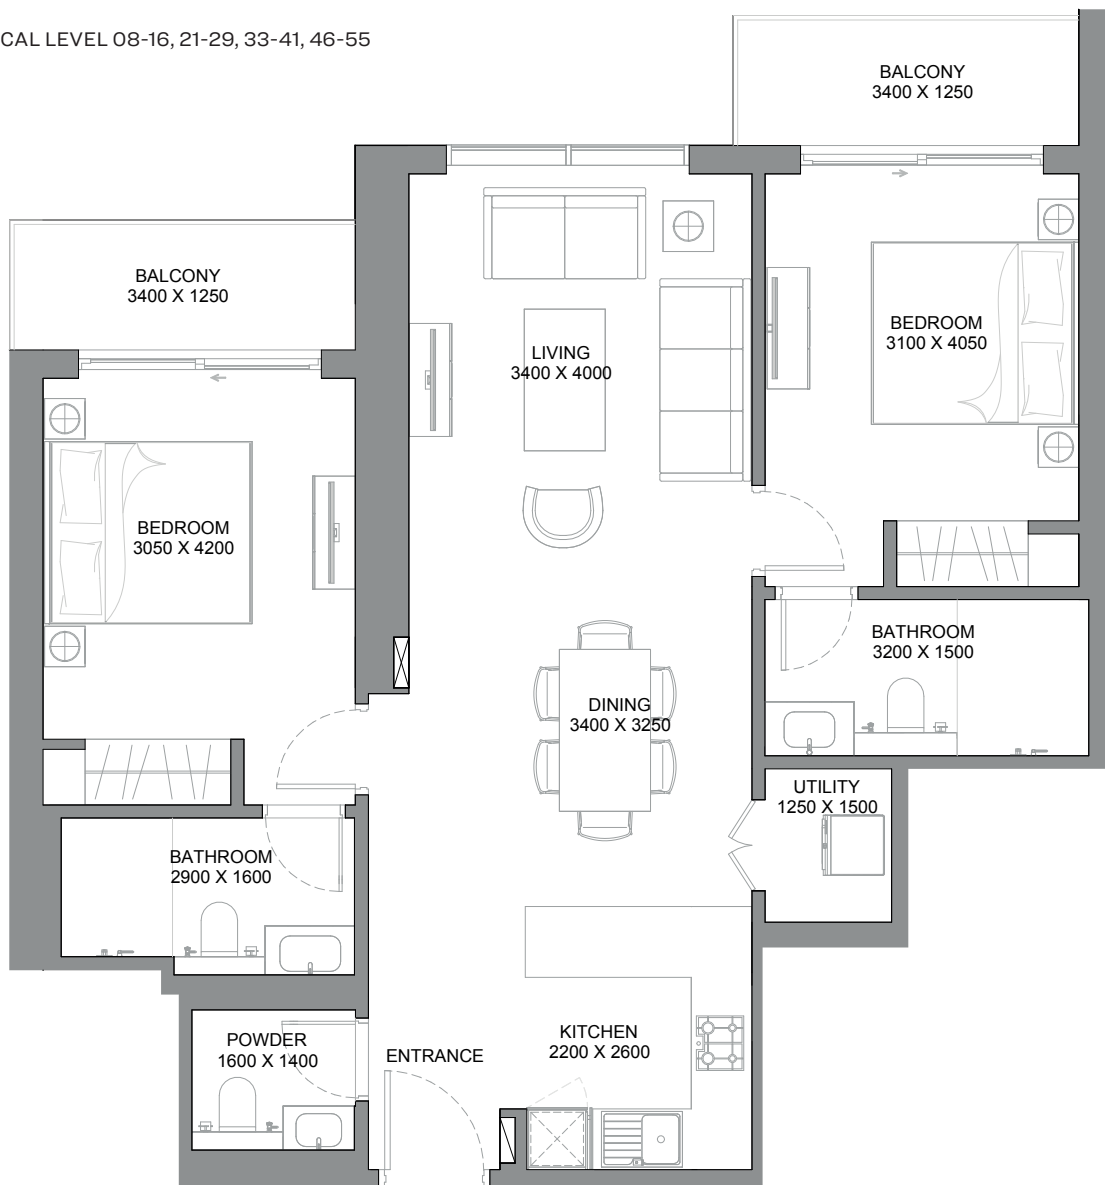 CAL LEVEL 08-16, 21-29, 33-41, 46-55
BALCONY
3400 X 1250
BALCONY
3400 X 1250
LIVING
3400 X 4000
BEDROOM
3100 X 4050
BEDROOM
3050 X 4200
BATHROOM
3200 X 1500
DINING
3400 X 3250
UTILITY
1250 X 1500
BATHROOM
2900 X 1600
POWDER
1600 X 1400
ENTRANCE
KITCHEN
2200 X 2600